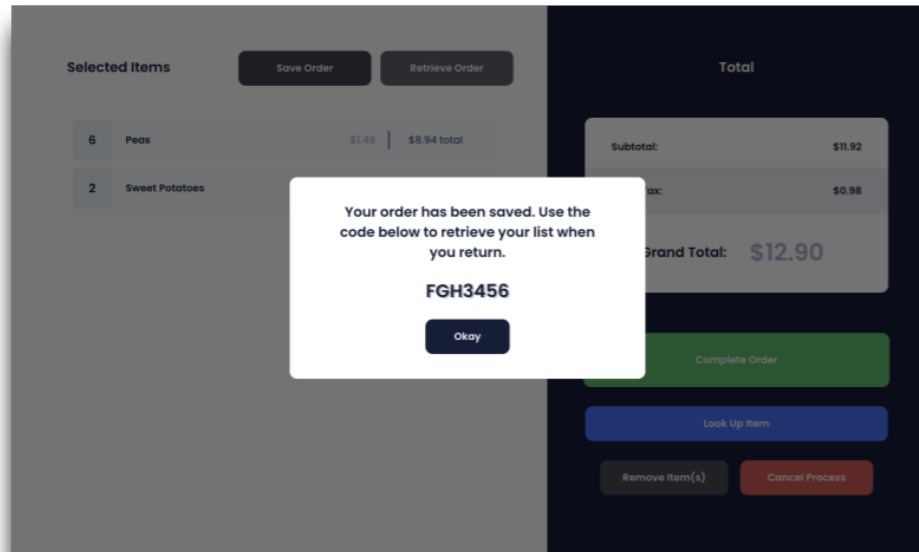 Selected Items
Save Order
Retrieve Order
6 Peas $1.49 $8.94 total
2 Sweet Potatoes
Your order has been saved. Use the
code below to retrieve your list when
you return.
FGH3456
Okay
Total
Subtotal: $11.92
ax: $0.98
Grand Total: $12.90
Complete Order
Look Up Item
Remove Item(s)
Cancel Process